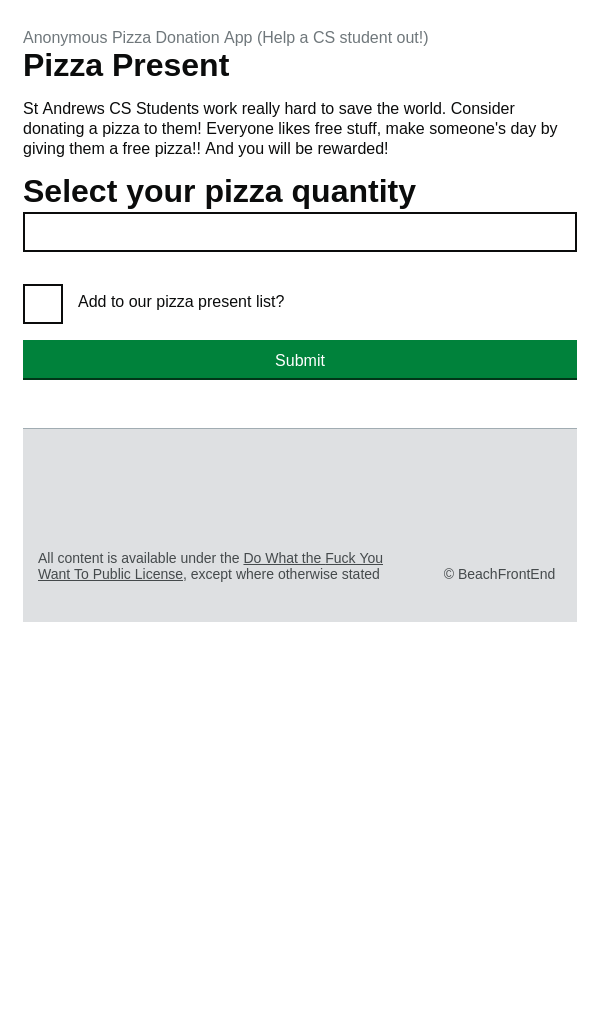 Anonymous Pizza Donation App (Help a CS student out!)
Pizza Present
St Andrews CS Students work really hard to save the world. Consider
donating a pizza to them! Everyone likes free stuff, make someone's day by
giving them a free pizza!! And you will be rewarded!
Select your pizza quantity
Add to our pizza present list?
Submit
All content is available under the Do What the Fuck You
Want To Public License, except where otherwise stated
© BeachFrontEnd